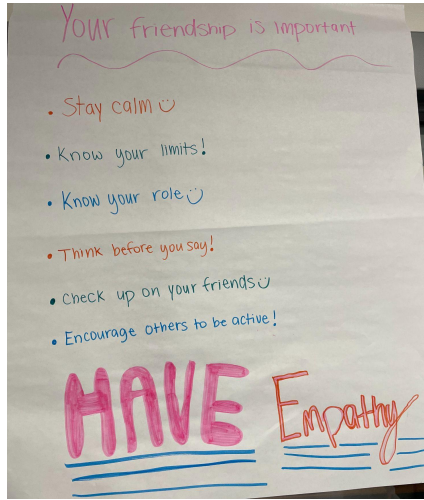 Your friendship is important
• Stay calm :)
• Know your limits!
• Know your role :)
• Think before you say!
• Check up on your friends :)
• Encourage others to be active!
HAVE Empathy